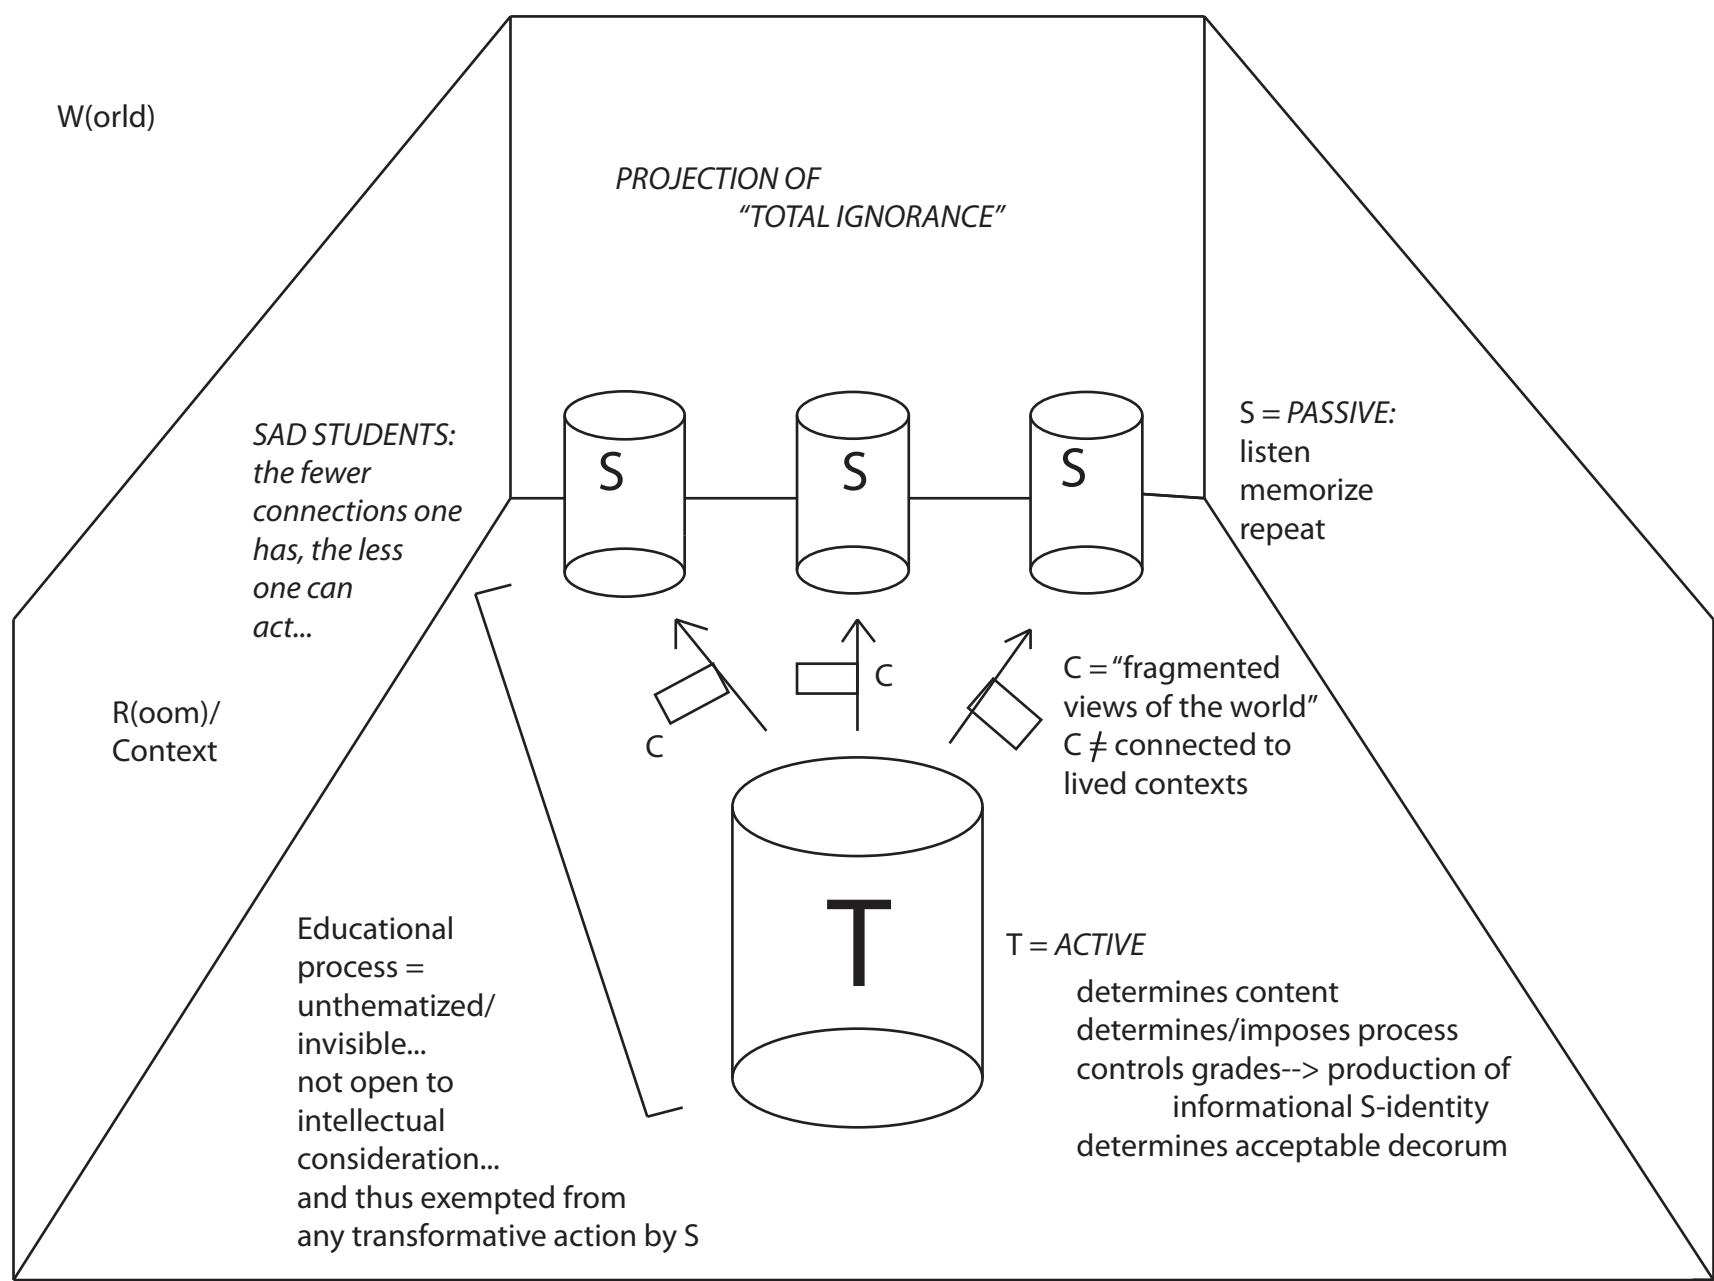 W(orld)
PROJECTION OF
“TOTAL IGNORANCE”
SAD STUDENTS:
the fewer
connections one
has, the less
one can
act...
S
S
S
S = PASSIVE:
listen
memorize
repeat
R(oom)/
Context
C
C
C = “fragmented
views of the world”
C ≠ connected to
lived contexts
T
Educational
process =
unthematized/
invisible...
not open to
intellectual
consideration...
and thus exempted from
any transformative action by S
T = ACTIVE
determines content
determines/imposes process
controls grades--> production of
informational S-identity
determines acceptable decorum